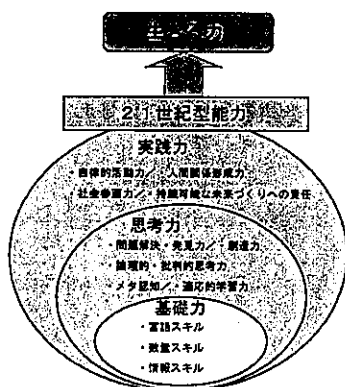 生きる力
21世紀型能力
実践力
・自律的活動力／・人間関係形成力
・社会参画力／・持続可能な未来づくりへの責任
思考力
・問題解決・発見力／・創造力
・論理的・批判的思考力
・メタ認知／・適応的学習力
基礎力
・言語スキル
・数量スキル
・情報スキル